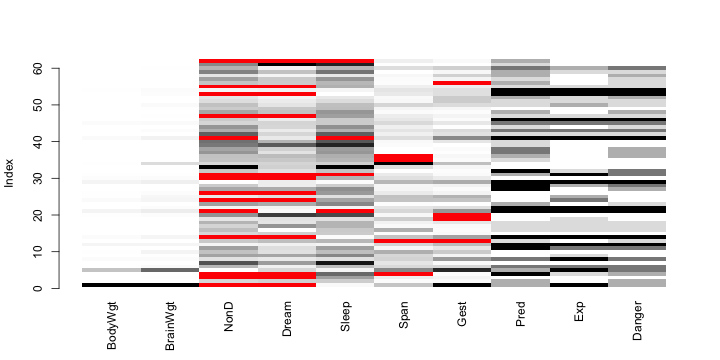 Index
60
50
40
30
20
10
0
BodyWgt
BrainWgt
NonD
Dream
Sleep
Span
Gest
Pred
Exp
Danger